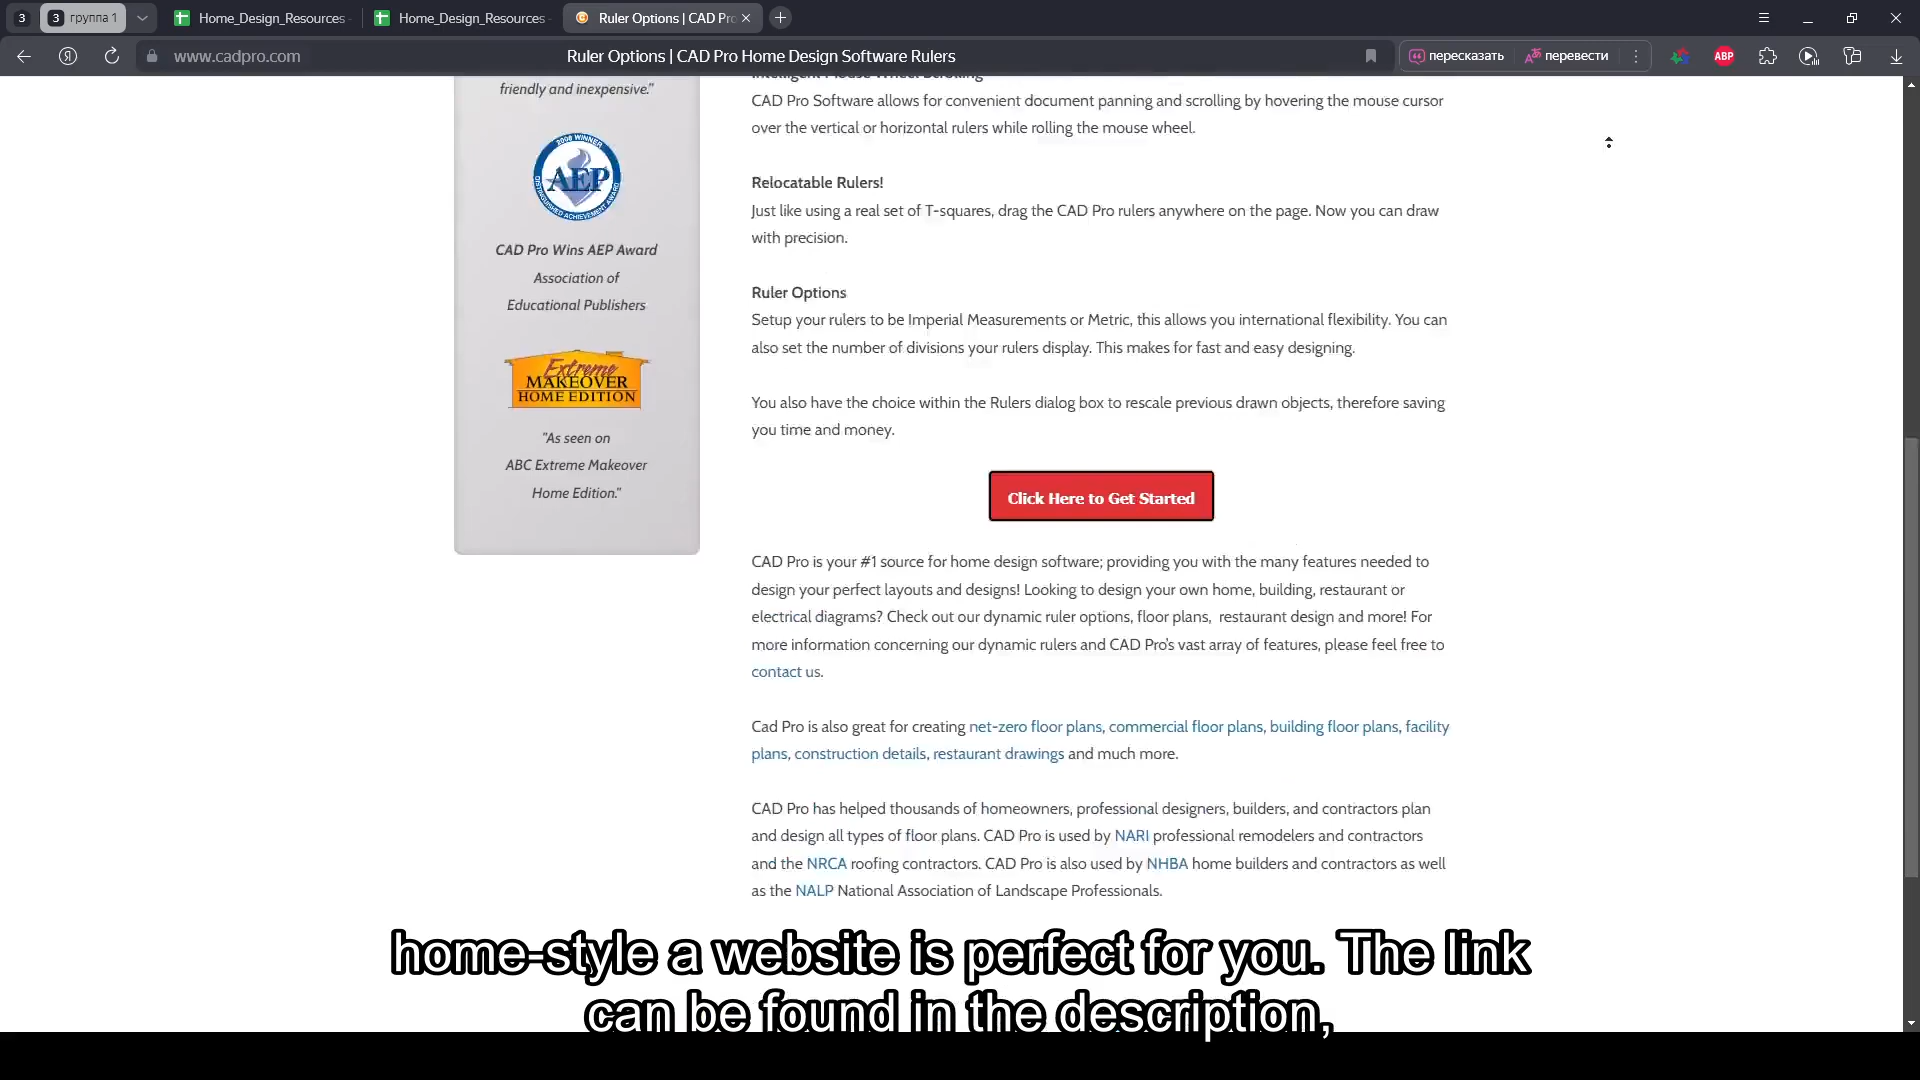 3
3 группа 1
Home_Design_Resources
Home_Design_Resources
Ruler Options | CAD Pro
www.cadpro.com
Ruler Options | CAD Pro Home Design Software Rulers
пересказать
перевести
ABP
friendly and inexpensive."
2008 WINNER
AEP
DISTINGUISHED ACHIEVEMENT AWARD
CAD Pro Wins AEP Award
Association of
Educational Publishers
Extreme
MAKEOVER
HOME EDITION
"As seen on
ABC Extreme Makeover
Home Edition."
Intelligent Mouse Wheel Scrolling
CAD Pro Software allows for convenient document panning and scrolling by hovering the mouse cursor
over the vertical or horizontal rulers while rolling the mouse wheel.
Relocatable Rulers!
Just like using a real set of T-squares, drag the CAD Pro rulers anywhere on the page. Now you can draw
with precision.
Ruler Options
Setup your rulers to be Imperial Measurements or Metric, this allows you international flexibility. You can
also set the number of divisions your rulers display. This makes for fast and easy designing.
You also have the choice within the Rulers dialog box to rescale previous drawn objects, therefore saving
you time and money.
Click Here to Get Started
CAD Pro is your #1 source for home design software; providing you with the many features needed to
design your perfect layouts and designs! Looking to design your own home, building, restaurant or
electrical diagrams? Check out our dynamic ruler options, floor plans, restaurant design and more! For
more information concerning our dynamic rulers and CAD Pro's vast array of features, please feel free to
contact us.
Cad Pro is also great for creating net-zero floor plans, commercial floor plans, building floor plans, facility
plans, construction details, restaurant drawings and much more.
CAD Pro has helped thousands of homeowners, professional designers, builders, and contractors plan
and design all types of floor plans. CAD Pro is used by NARI professional remodelers and contractors
and the NRCA roofing contractors. CAD Pro is also used by NHBA home builders and contractors as well
as the NALP National Association of Landscape Professionals.
home-style a website is perfect for you. The link
can be found in the description,